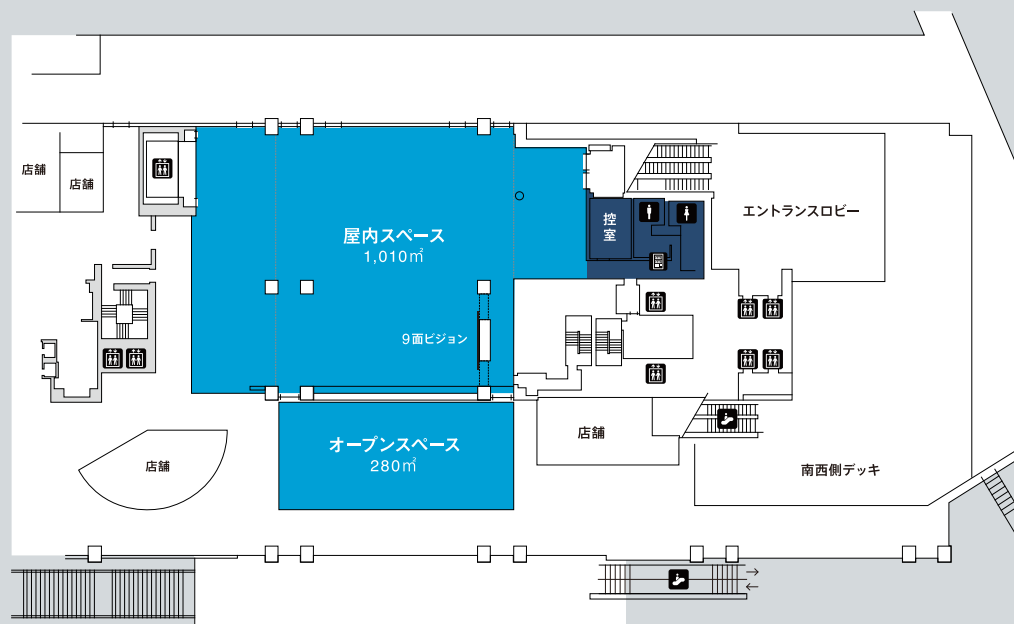 店舗
店舗
屋内スペース
1,010㎡
控
室
エントランスロビー
9面ビジョン
オープンスペース
280㎡
店舗
店舗
南西側デッキ